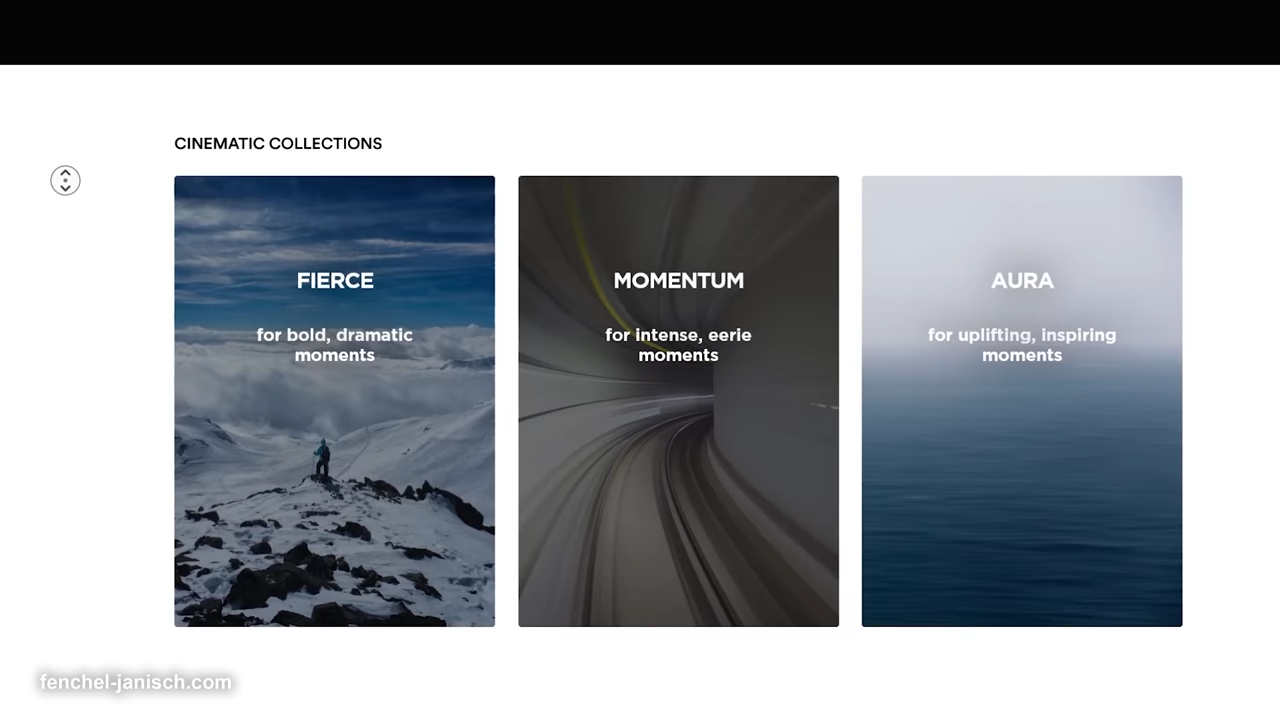 CINEMATIC COLLECTIONS
FIERCE
for bold, dramatic
moments
MOMENTUM
for intense, eerie
moments
AURA
for uplifting, inspiring
moments
fenchel-janisch.com